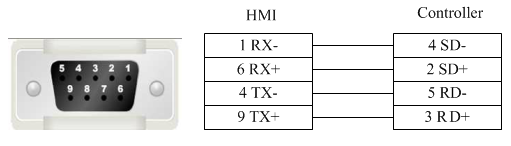 HMI Controller
5 4 3 2 1
9 8 7 6
1 RX- 4 SD-
6 RX+ 2 SD+
4 TX- 5 RD-
9 TX+ 3 RD+